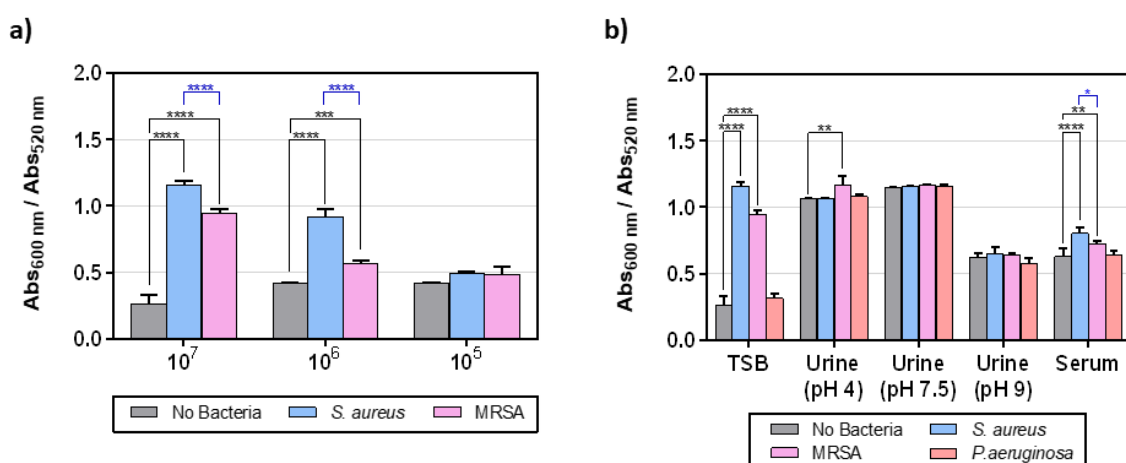 a)
Abs600 nm / Abs520 nm
2.0
1.5
1.0
0.5
0.0
****
****
****
****
***
****
10^7
10^6
10^5
No Bacteria
S. aureus
MRSA
b)
Abs600 nm / Abs520 nm
2.0
1.5
1.0
0.5
0.0
****
****
**
*
**
****
TSB
Urine
(pH 4)
Urine
(pH 7.5)
Urine
(pH 9)
Serum
No Bacteria
S. aureus
MRSA
P.aeruginosa